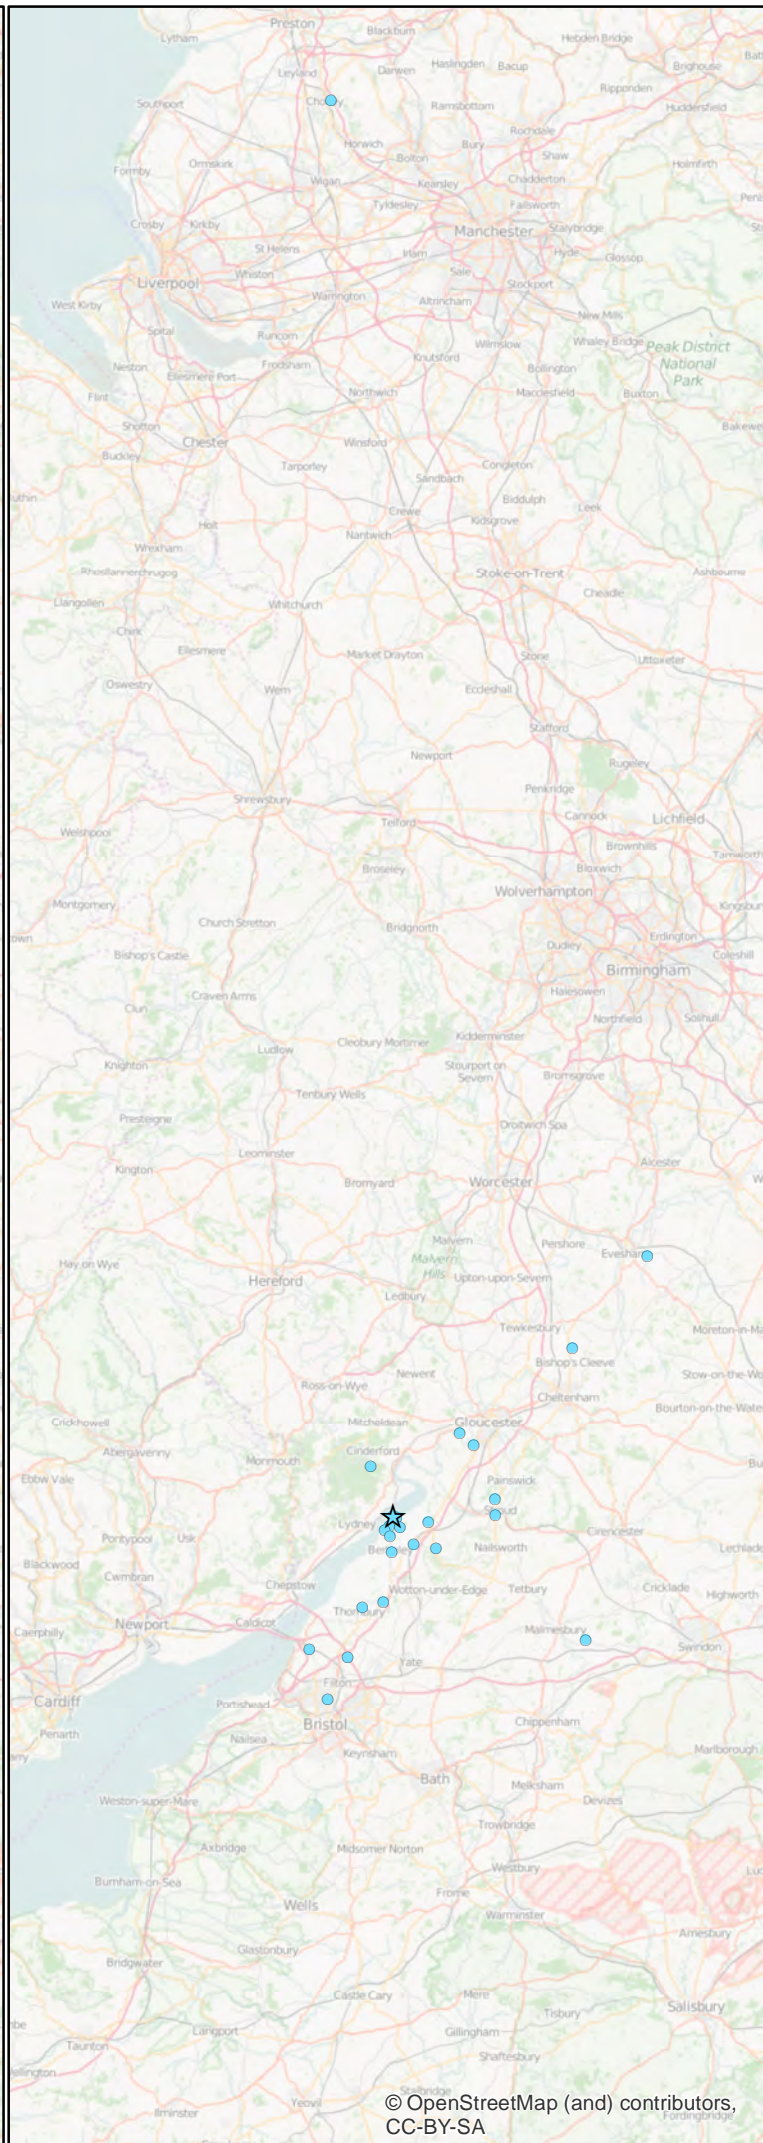 Preston
Blackburn
Hebden Bridge
Lytham
Leyland
Darwen
Haslingden
Bacup
Brighouse
Ripponden
Southport
Ramsbottom
Huddersfield
Rochdale
Horwich
Bury
Shaw
Formby
Ormskirk
Bolton
Holmfirth
Wigan
Kearsley
Chadderton
Tyldesley
Failsworth
Crosby
Kirkby
Manchester
Stalybridge
St Helens
Irlam
Hyde
Glossop
Liverpool
Whiston
Sale
Stockport
West Kirby
Warrington
Altrincham
New Mills
Spital
Runcorn
Wilmslow
Whaley Bridge
Peak District
National
Park
Neston
Ellesmere Port
Frodsham
Knutsford
Bollington
Flint
Northwich
Macclesfield
Buxton
Shotton
Chester
Winsford
Buckley
Tarporley
Congleton
Sandbach
Biddulph
Holt
Crewe
Kidsgrove
Leek
Wrexham
Nantwich
Rhosllannerchrugog
Stoke-on-Trent
Ashbourne
Llangollen
Whitchurch
Cheadle
Chirk
Ellesmere
Market Drayton
Stone
Uttoxeter
Oswestry
Wem
Eccleshall
Stafford
Newport
Rugeley
Penkridge
Shrewsbury
Cannock
Lichfield
Welshpool
Telford
Brownhills
Broseley
Bloxwich
Montgomery
Wolverhampton
Church Stretton
Bridgnorth
Erdington
Bishop's Castle
Dudley
Coleshill
Birmingham
Craven Arms
Halesowen
Clun
Northfield
Solihull
Ludlow
Cleobury Mortimer
Kidderminster
Knighton
Stourport on
Severn
Bromsgrove
Tenbury Wells
Presteigne
Droitwich Spa
Leominster
Alcester
Kington
Bromyard
Worcester
Malvern
Pershore
Evesham
Hay on Wye
Malvern
Hills
Hereford
Upton-upon-Severn
Ledbury
Tewkesbury
Bishop's Cleeve
Ross-on-Wye
Newent
Cheltenham
Crickhowell
Mitcheldean
Gloucester
Bourton-on-the-Water
Abergavenny
Monmouth
Cinderford
Ebbw Vale
Painswick
Lydney
Stroud
Pontypool
Usk
Cirencester
Blackwood
Nailsworth
Cwmbran
Chepstow
Wotton-under-Edge
Tetbury
Cricklade
Highworth
Newport
Caldicot
Thornbury
Malmesbury
Caerphilly
Swindon
Yate
Cardiff
Portishead
Filton
Penarth
Bristol
Chippenham
Nailsea
Keynsham
Marlborough
Bath
Melksham
Weston-super-Mare
Devizes
Trowbridge
Axbridge
Midsomer Norton
Westbury
Burnham-on-Sea
Frome
Wells
Warminster
Amesbury
Glastonbury
Bridgwater
Castle Cary
Mere
Salisbury
Tisbury
Langport
Gillingham
Taunton
Shaftesbury
Stalbridge
© OpenStreetMap (and) contributors,
Ilminster
Yeovil
Fordingbridge
CC-BY-SA